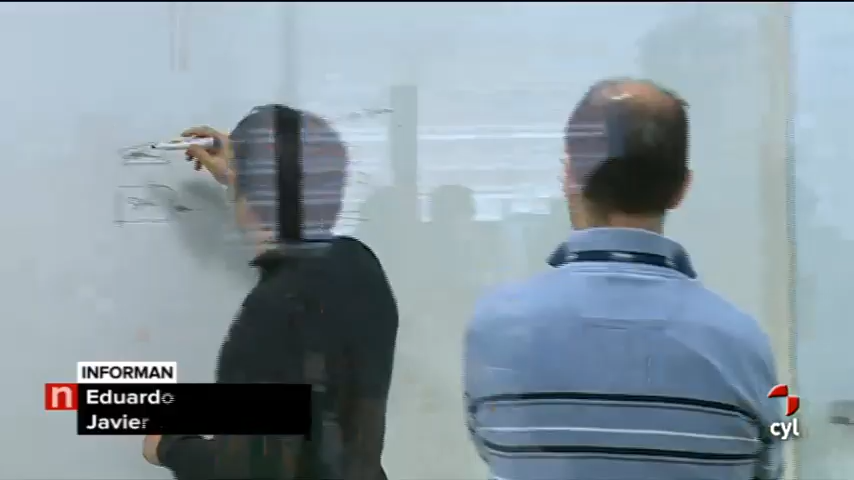 INFORMAN
n
Eduardo
Javier
cyl